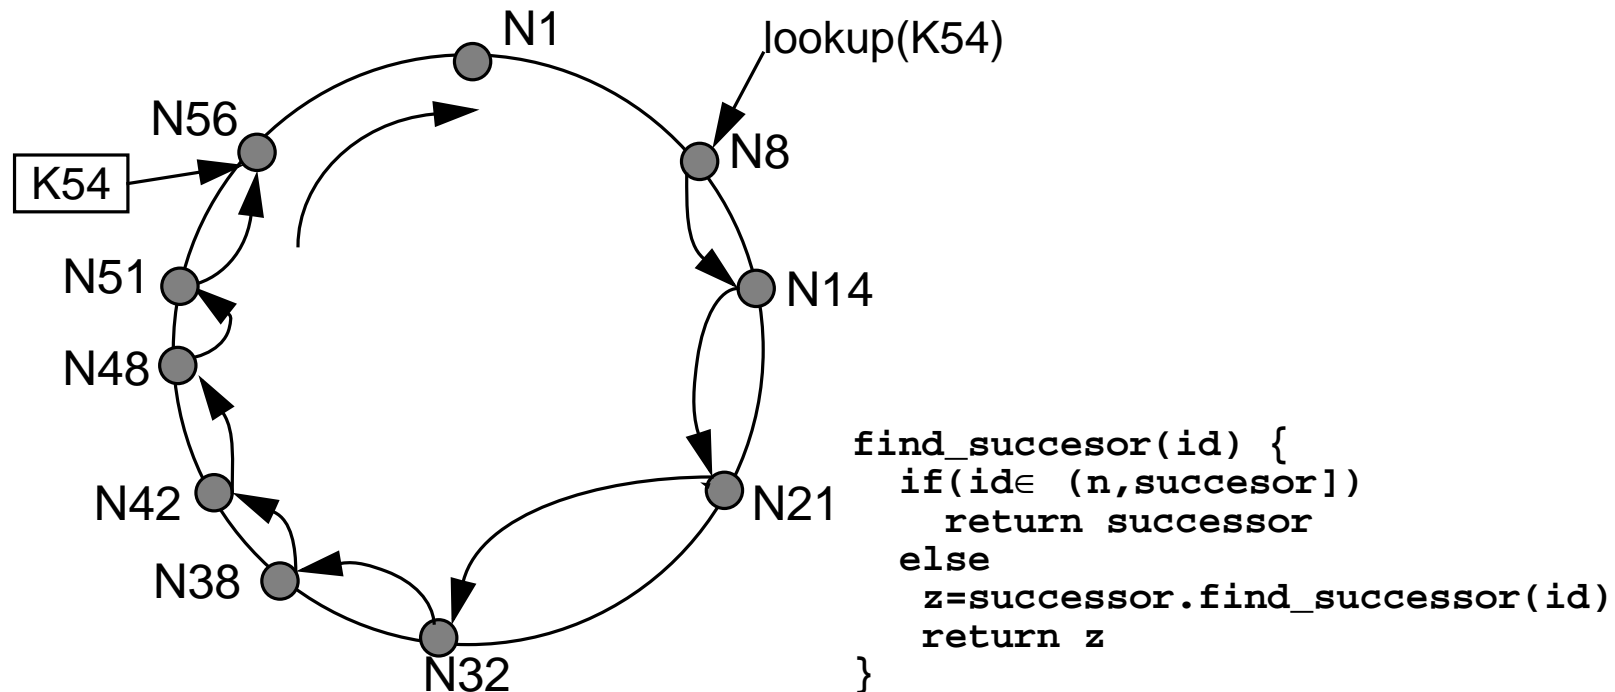 N1
lookup(K54)
N56
N8
K54
N51
N14
N48
N42
N21
N38
N32
find_succesor(id) {
if(id∈ (n,succesor])
return successor
else
z=successor.find_successor(id)
return z
}